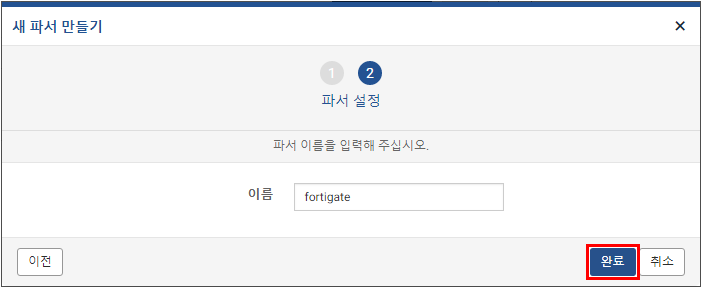 새 파서 만들기 ×
1 2
파서 설정
파서 이름을 입력해 주십시오.
이름 fortigate
이전 완료 취소